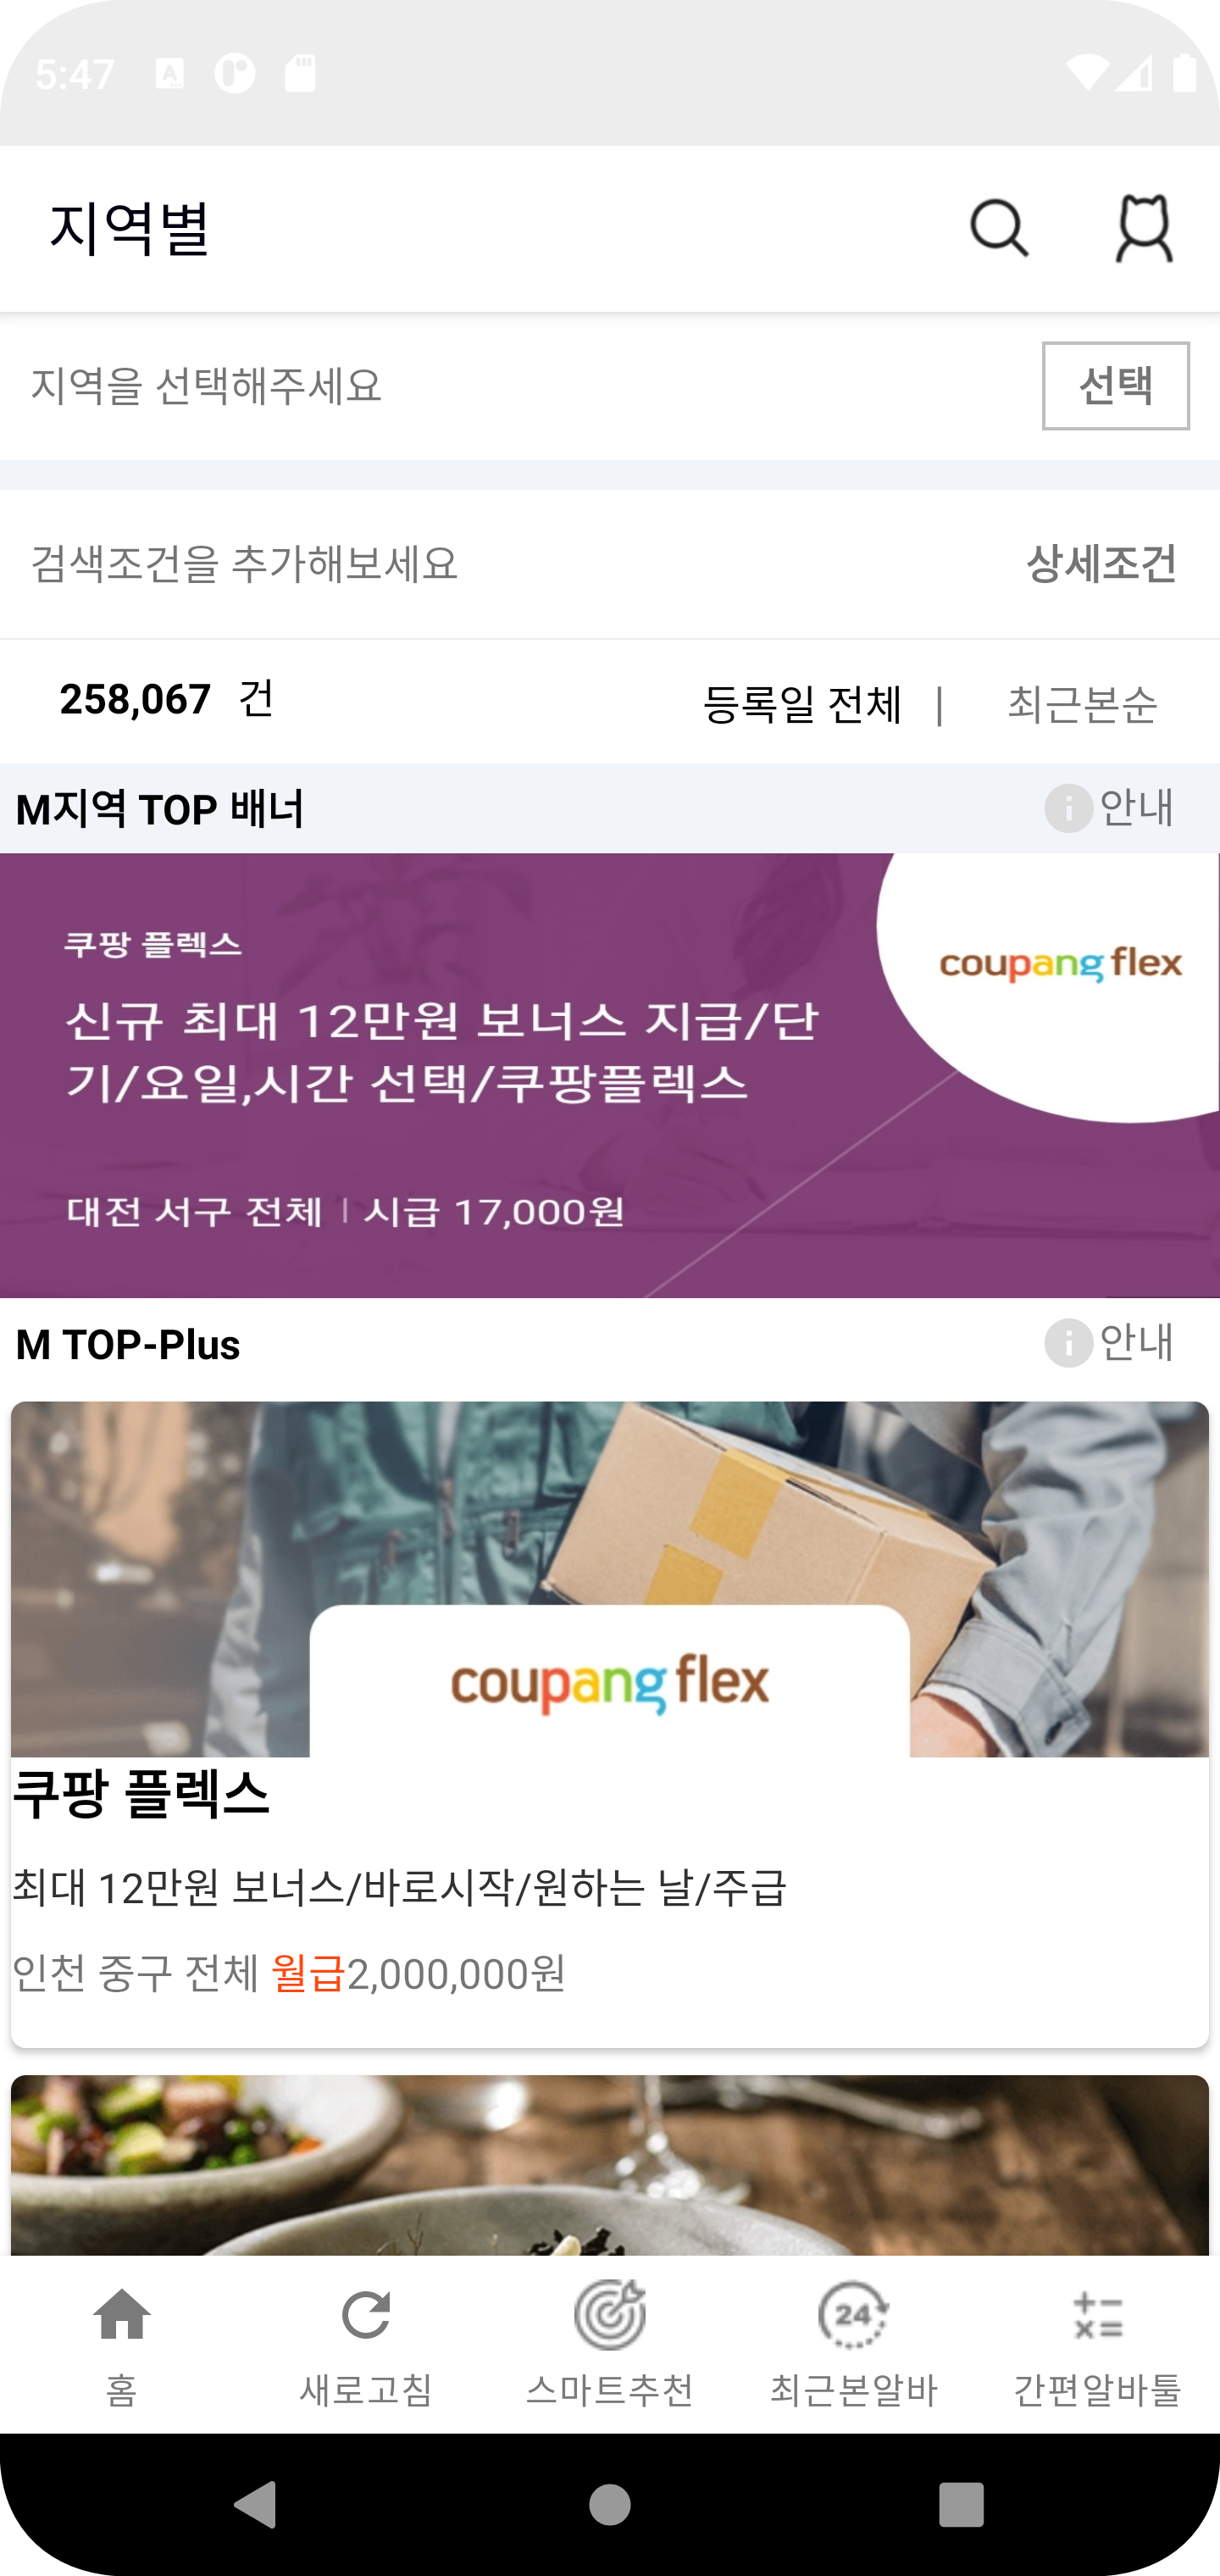 5:47
지역별
지역을 선택해주세요
선택
검색조건을 추가해보세요
상세조건
258,067 건
등록일 전체 | 최근본순
M지역 TOP 배너
안내
쿠팡 플렉스
coupang flex
신규 최대 12만원 보너스 지급/단
기/요일,시간 선택/쿠팡플렉스
대전 서구 전체 | 시급 17,000원
M TOP-Plus
안내
coupang flex
쿠팡 플렉스
최대 12만원 보너스/바로시작/원하는 날/주급
인천 중구 전체 월급2,000,000원
24
홈
새로고침
스마트추천
최근본알바
간편알바툴